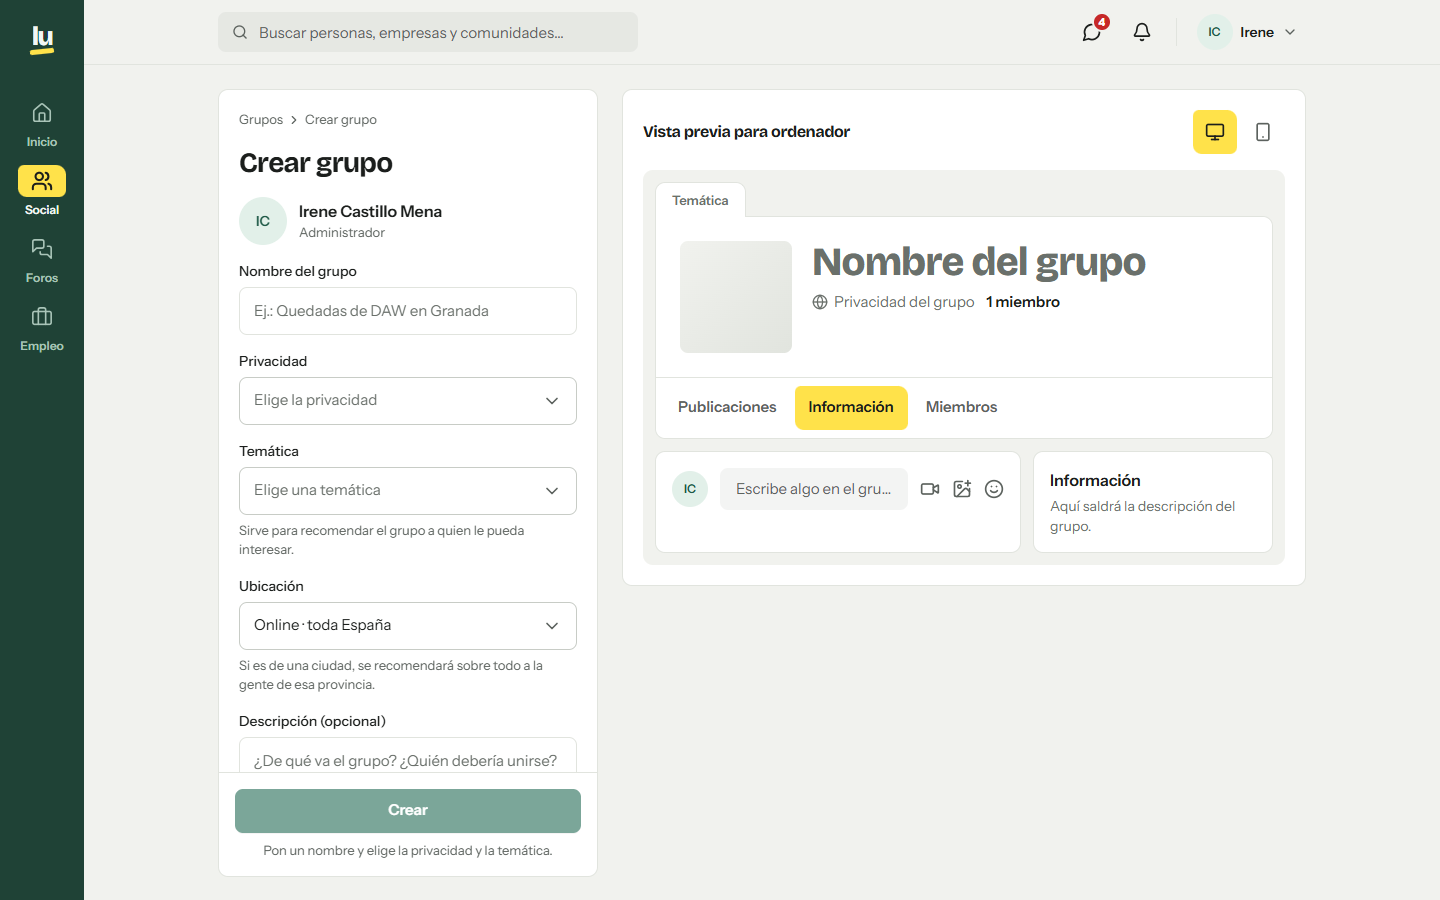 lu
Buscar personas, empresas y comunidades...
4
IC
Irene
Inicio
Social
Foros
Empleo
Grupos > Crear grupo
Crear grupo
IC
Irene Castillo Mena
Administrador
Nombre del grupo
Ej.: Quedadas de DAW en Granada
Privacidad
Elige la privacidad
Temática
Elige una temática
Sirve para recomendar el grupo a quien le pueda
interesar.
Ubicación
Online · toda España
Si es de una ciudad, se recomendará sobre todo a la
gente de esa provincia.
Descripción (opcional)
¿De qué va el grupo? ¿Quién debería unirse?
Crear
Pon un nombre y elige la privacidad y la temática.
Vista previa para ordenador
Temática
Nombre del grupo
Privacidad del grupo 1 miembro
Publicaciones
Información
Miembros
IC
Escribe algo en el gru...
Información
Aquí saldrá la descripción del
grupo.